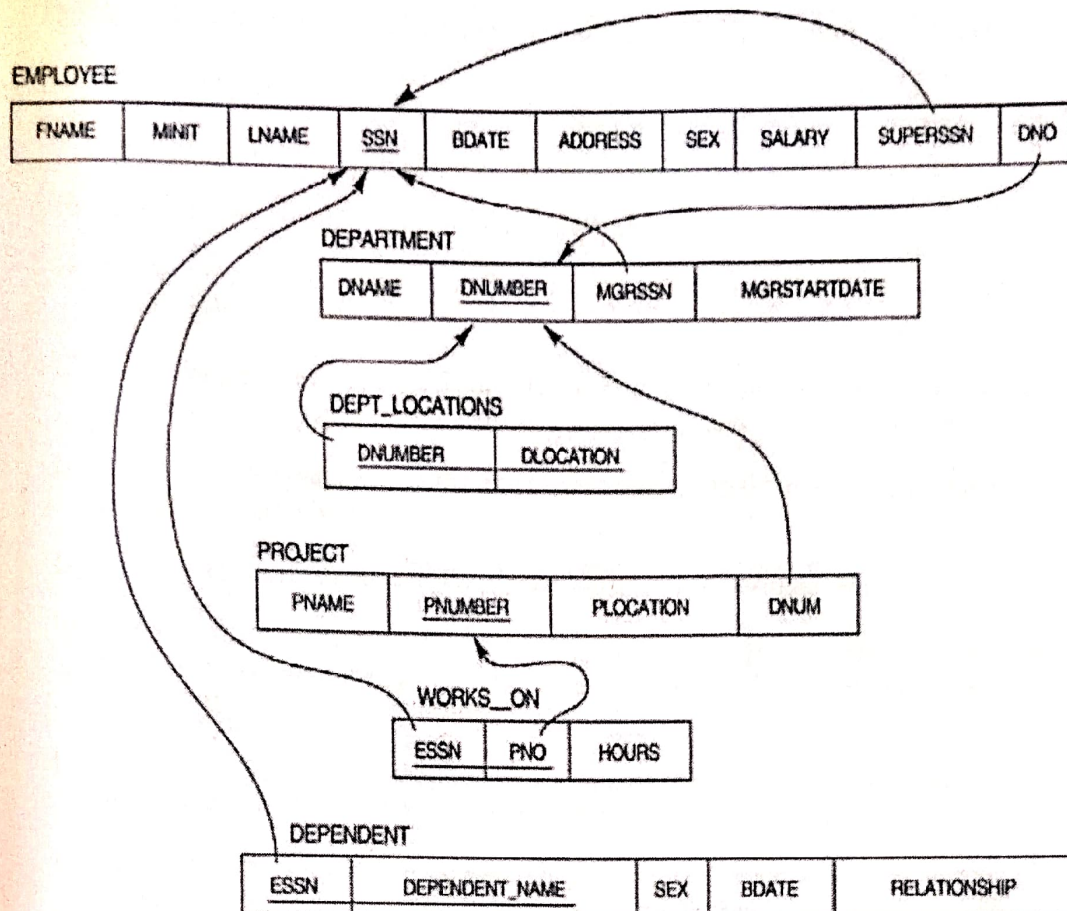 EMPLOYEE
FNAME MINIT LNAME SSN BDATE ADDRESS SEX SALARY SUPERSSN DNO
DEPARTMENT
DNAME DNUMBER MGRSSN MGRSTARTDATE
DEPT_LOCATIONS
DNUMBER DLOCATION
PROJECT
PNAME PNUMBER PLOCATION DNUM
WORKS_ON
ESSN PNO HOURS
DEPENDENT
ESSN DEPENDENT_NAME SEX BDATE RELATIONSHIP